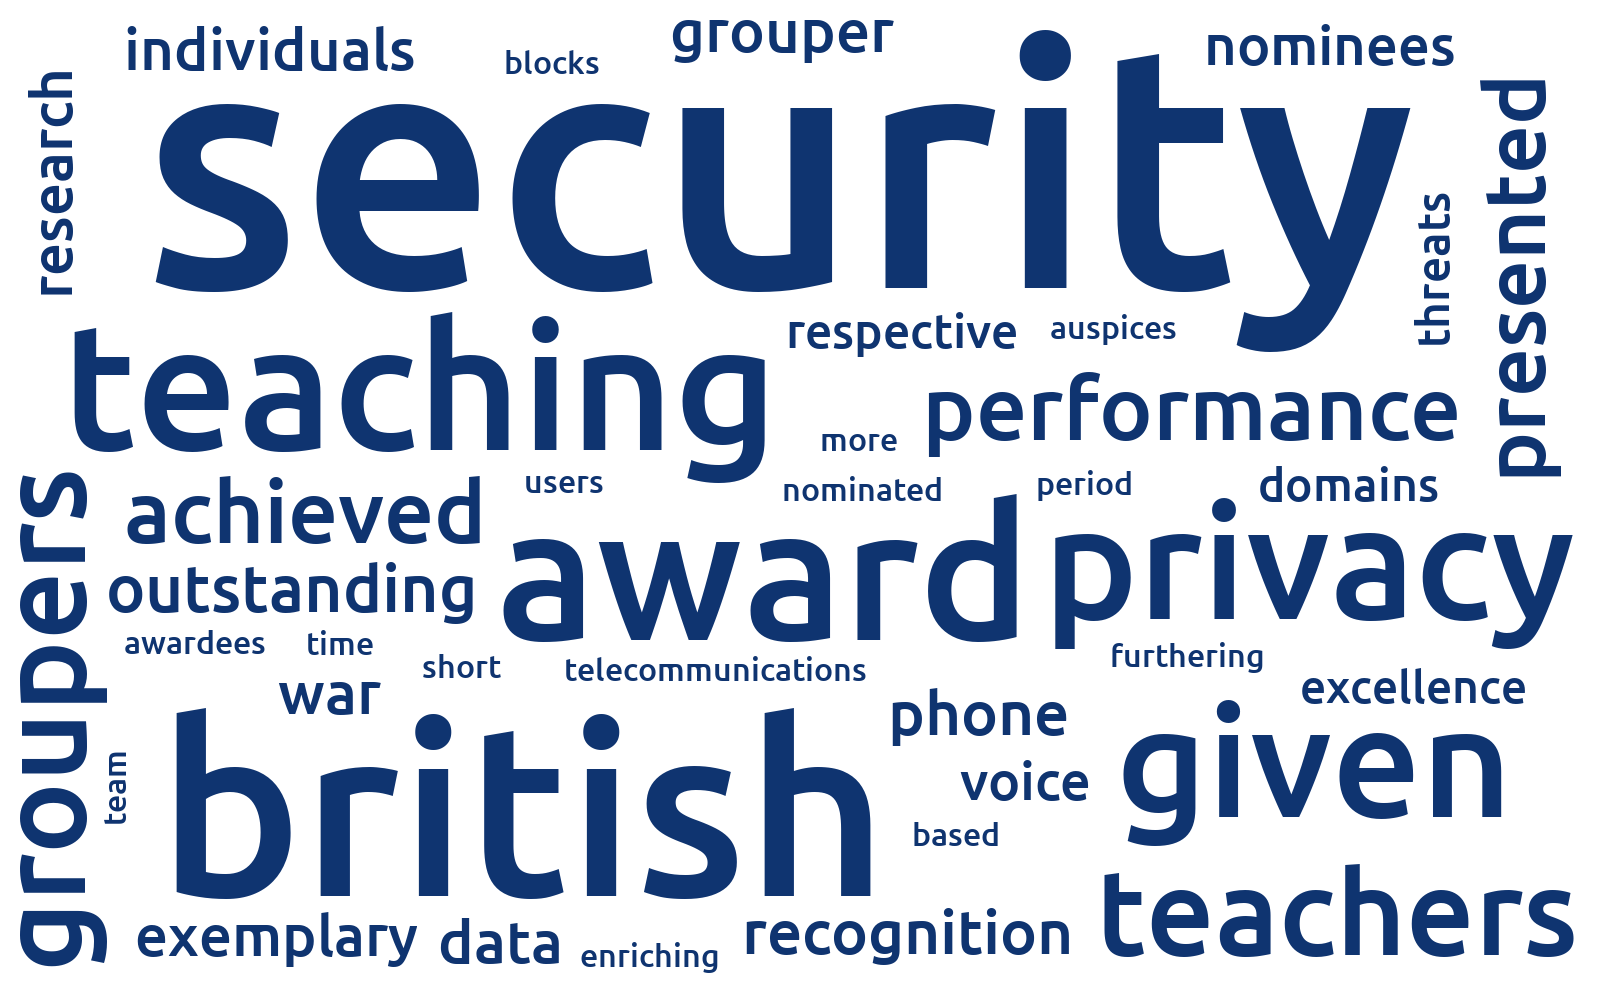 individuals
blocks
grouper
nominees
research
security
threats
presented
teaching
respective
auspices
performance
more
users
nominated
period
domains
groupers
achieved
award
privacy
outstanding
awardees
time
short
telecommunications
furthering
war
excellence
phone
given
team
british
voice
based
teachers
exemplary
data
enriching
recognition